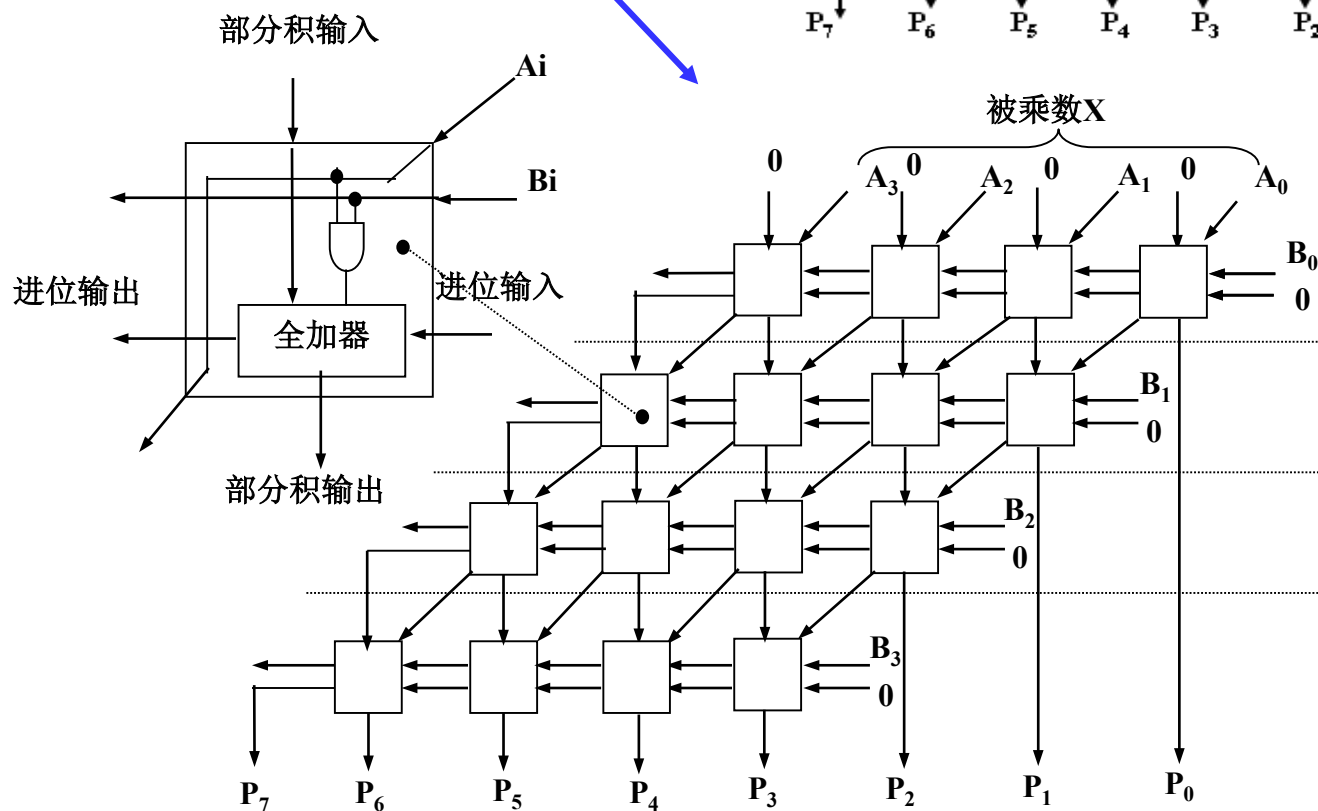 P₇ P₆ P₅ P₄ P₃ P₂
部分积输入
Ai
Bi
进位输出
进位输入
全加器
部分积输出
被乘数X
0 A₃ 0 A₂ 0 A₁ 0 A₀
B₀
0
B₁
0
B₂
0
B₃
0
P₇ P₆ P₅ P₄ P₃ P₂ P₁ P₀